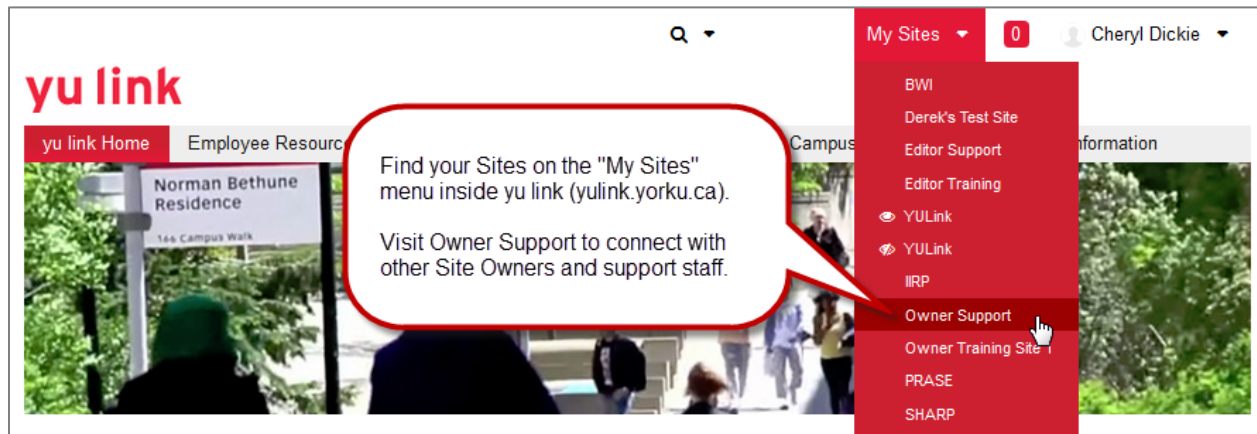 My Sites
0
Cheryl Dickie
yu link
yu link Home
Employee Resourc
Campus
nformation
BWI
Derek's Test Site
Editor Support
Editor Training
YULink
YULink
IIRP
Owner Support
Owner Training Site 1
PRASE
SHARP
Find your Sites on the "My Sites"
menu inside yu link (yulink.yorku.ca).
Visit Owner Support to connect with
other Site Owners and support staff.
Norman Bethune
Residence
166 Campus Walk